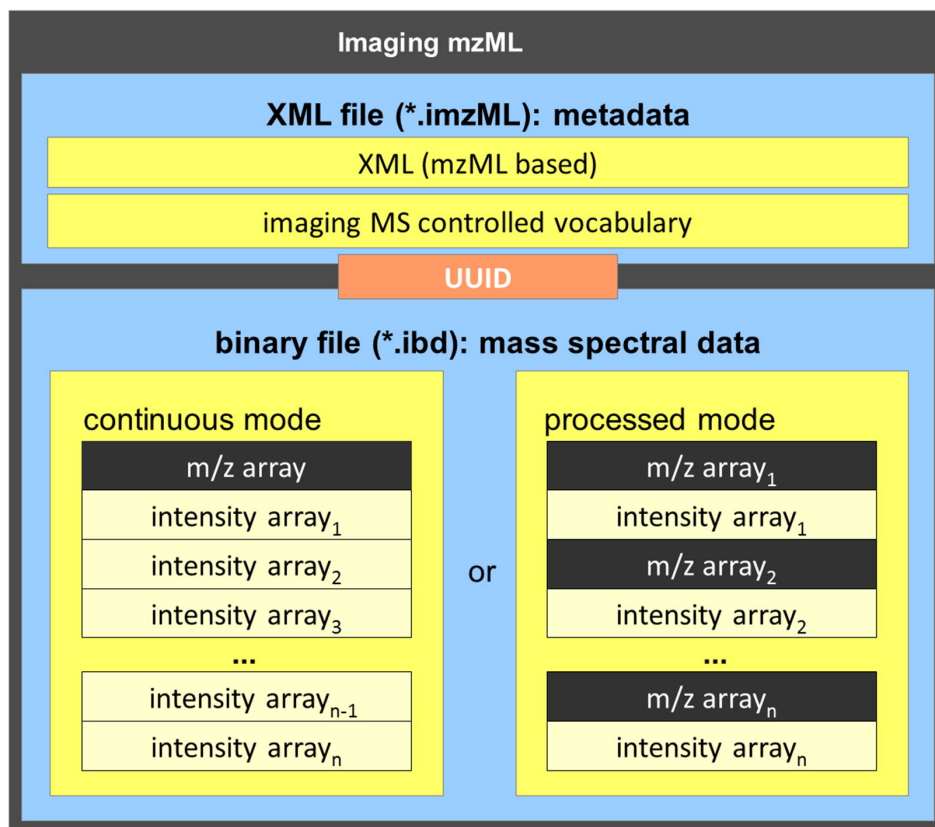 Imaging mzML
XML file (*.imzML): metadata
XML (mzML based)
imaging MS controlled vocabulary
UUID
binary file (*.ibd): mass spectral data
continuous mode
m/z array
intensity array₁
intensity array₂
intensity array₃
...
intensity arrayₙ₋₁
intensity arrayₙ
or
processed mode
m/z array₁
intensity array₁
m/z array₂
intensity array₂
...
m/z arrayₙ
intensity arrayₙ